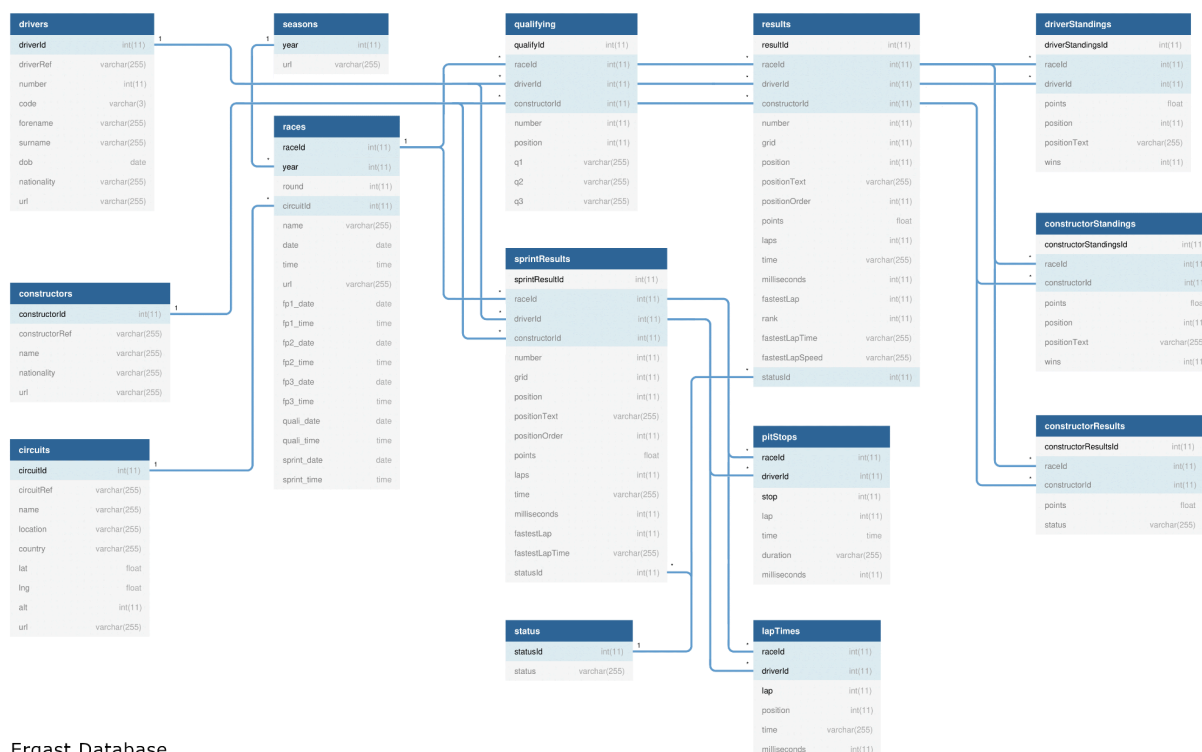 drivers
driverId int(11)
driverRef varchar(255)
number int(11)
code varchar(3)
forename varchar(255)
surname varchar(255)
dob date
nationality varchar(255)
url varchar(255)
constructors
constructorId int(11)
constructorRef varchar(255)
name varchar(255)
nationality varchar(255)
url varchar(255)
circuits
circuitId int(11)
circuitRef varchar(255)
name varchar(255)
location varchar(255)
country varchar(255)
lat float
lng float
alt int(11)
url varchar(255)
seasons
year int(11)
url varchar(255)
races
raceId int(11)
year int(11)
round int(11)
circuitId int(11)
name varchar(255)
date date
time time
url varchar(255)
fp1_date date
fp1_time time
fp2_date date
fp2_time time
fp3_date date
fp3_time time
quali_date date
quali_time time
sprint_date date
sprint_time time
qualifying
qualifyId int(11)
raceId int(11)
driverId int(11)
constructorId int(11)
number int(11)
position int(11)
q1 varchar(255)
q2 varchar(255)
q3 varchar(255)
sprintResults
sprintResultId int(11)
raceId int(11)
driverId int(11)
constructorId int(11)
number int(11)
grid int(11)
position int(11)
positionText varchar(255)
positionOrder int(11)
points float
laps int(11)
time varchar(255)
milliseconds int(11)
fastestLap int(11)
fastestLapTime varchar(255)
statusId int(11)
status
statusId int(11)
status varchar(255)
results
resultId int(11)
raceId int(11)
driverId int(11)
constructorId int(11)
number int(11)
grid int(11)
position int(11)
positionText varchar(255)
positionOrder int(11)
points float
laps int(11)
time varchar(255)
milliseconds int(11)
fastestLap int(11)
rank int(11)
fastestLapTime varchar(255)
fastestLapSpeed varchar(255)
statusId int(11)
pitStops
raceId int(11)
driverId int(11)
stop int(11)
lap int(11)
time time
duration varchar(255)
milliseconds int(11)
lapTimes
raceId int(11)
driverId int(11)
lap int(11)
position int(11)
time varchar(255)
milliseconds int(11)
driverStandings
driverStandingsId int(11)
raceId int(11)
driverId int(11)
points float
position int(11)
positionText varchar(255)
wins int(11)
constructorStandings
constructorStandingsId int(11
raceId int(11
constructorId int(11
points floa
position int(11
positionText varchar(255
wins int(11
constructorResults
constructorResultsId int(11)
raceId int(11)
constructorId int(11)
points float
status varchar(255)
Ergast Database